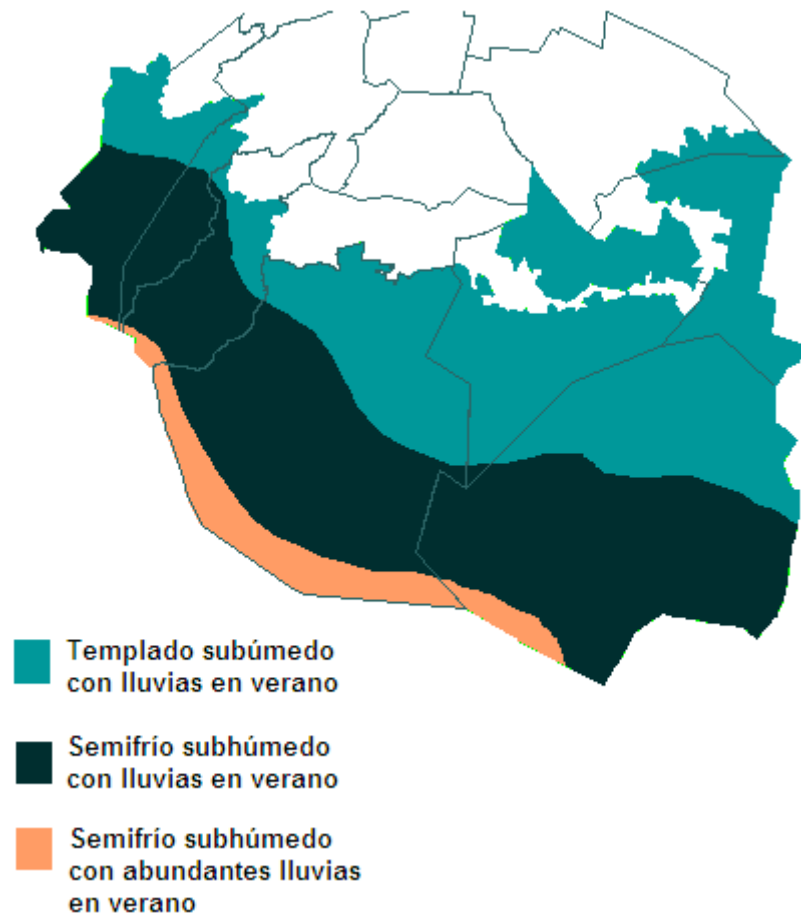 Templado subúmedo
con lluvias en verano
Semifrío subhúmedo
con lluvias en verano
Semifrío subhúmedo
con abundantes lluvias
en verano